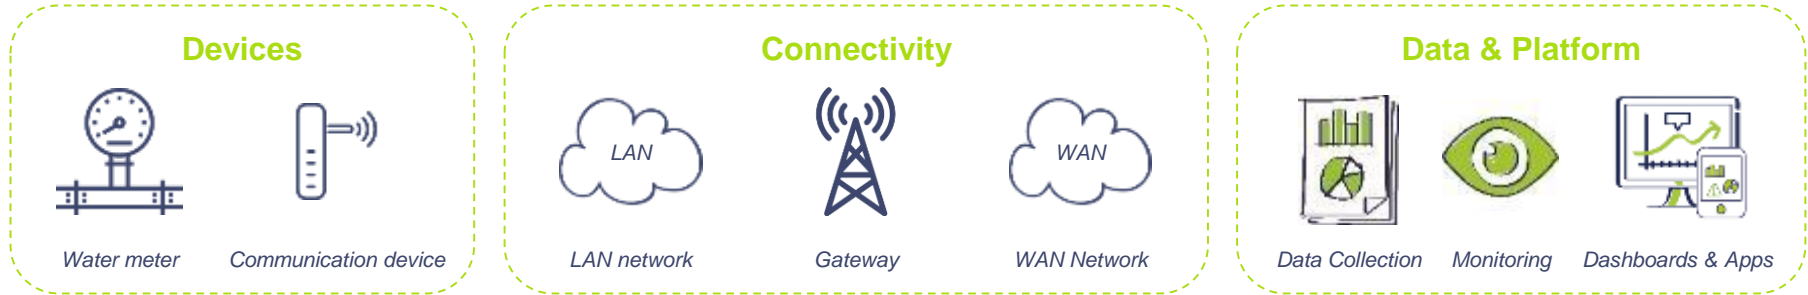 Devices
Water meter
Communication device
Connectivity
LAN
LAN network
Gateway
WAN
WAN Network
Data & Platform
Data Collection
Monitoring
Dashboards & Apps